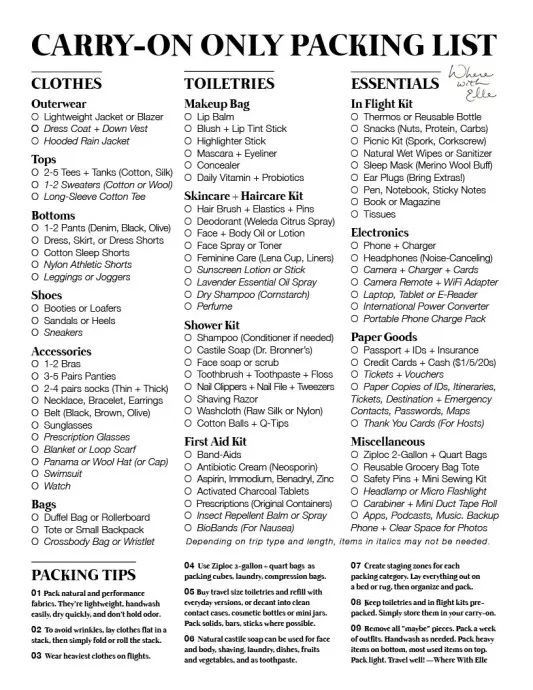 CARRY-ON ONLY PACKING LIST
Where
with
Elle
CLOTHES
Outerwear
O Lightweight Jacket or Blazer
O Dress Coat + Down Vest
O Hooded Rain Jacket
Tops
O 2-5 Tees + Tanks (Cotton, Silk)
O 1-2 Sweaters (Cotton or Wool)
O Long-Sleeve Cotton Tee
Bottoms
O 1-2 Pants (Denim, Black, Olive)
O Dress, Skirt, or Dress Shorts
O Cotton Sleep Shorts
O Nylon Athletic Shorts
O Leggings or Joggers
Shoes
O Booties or Loafers
O Sandals or Heels
O Sneakers
Accessories
O 1-2 Bras
O 3-5 Pairs Panties
O 2-4 pairs socks (Thin + Thick)
O Necklace, Bracelet, Earrings
O Belt (Black, Brown, Olive)
O Sunglasses
O Prescription Glasses
O Blanket or Loop Scarf
O Panama or Wool Hat (or Cap)
O Swimsuit
O Watch
Bags
O Duffel Bag or Rollerboard
O Tote or Small Backpack
O Crossbody Bag or Wristlet
TOILETRIES
Makeup Bag
O Lip Balm
O Blush + Lip Tint Stick
O Highlighter Stick
O Mascara + Eyeliner
O Concealer
O Daily Vitamin + Probiotics
Skincare + Haircare Kit
O Hair Brush + Elastics + Pins
O Deodorant (Weleda Citrus Spray)
O Face + Body Oil or Lotion
O Face Spray or Toner
O Feminine Care (Lena Cup, Liners)
O Sunscreen Lotion or Stick
O Lavender Essential Oil Spray
O Dry Shampoo (Cornstarch)
O Perfume
Shower Kit
O Shampoo (Conditioner if needed)
O Castile Soap (Dr. Bronner's)
O Face soap or scrub
O Toothbrush + Toothpaste + Floss
O Nail Clippers + Nail File + Tweezers
O Shaving Razor
O Washcloth (Raw Silk or Nylon)
O Cotton Balls + Q-Tips
First Aid Kit
O Band-Aids
O Antibiotic Cream (Neosporin)
O Aspirin, Immodium, Benadryl, Zinc
O Activated Charcoal Tablets
O Prescriptions (Original Containers)
O Insect Repellent Balm or Spray
O BioBands (For Nausea)
ESSENTIALS
In Flight Kit
O Thermos or Reusable Bottle
O Snacks (Nuts, Protein, Carbs)
O Picnic Kit (Spork, Corkscrew)
O Natural Wet Wipes or Sanitizer
O Sleep Mask (Merino Wool Buff)
O Ear Plugs (Bring Extras!)
O Pen, Notebook, Sticky Notes
O Book or Magazine
O Tissues
Electronics
O Phone + Charger
O Headphones (Noise-Canceling)
O Camera + Charger + Cards
O Camera Remote + WiFi Adapter
O Laptop, Tablet or E-Reader
O International Power Converter
O Portable Phone Charge Pack
Paper Goods
O Passport + IDs + Insurance
O Credit Cards + Cash ($1/5/20s)
O Tickets + Vouchers
O Paper Copies of IDs, Itineraries,
Tickets, Destination + Emergency
Contacts, Passwords, Maps
O Thank You Cards (For Hosts)
Miscellaneous
O Ziploc 2-Gallon + Quart Bags
O Reusable Grocery Bag Tote
O Safety Pins + Mini Sewing Kit
O Headlamp or Micro Flashlight
O Carabiner + Mini Duct Tape Roll
O Apps, Podcasts, Music. Backup
Phone + Clear Space for Photos
Depending on trip type and length, items in italics may not be needed.
PACKING TIPS
01 Pack natural and performance
fabrics. They're lightweight, handwash
easily, dry quickly, and don't hold odor.
02 To avoid wrinkles, lay clothes flat in a
stack, then simply fold or roll the stack.
03 Wear heaviest clothes on flights.
04 Use Ziploc 2-gallon + quart bags as
packing cubes, laundry, compression bags.
05 Buy travel size toiletries and refill with
everyday versions, or decant into clean
contact cases, cosmetic bottles or mini jars.
Pack solids, bars, sticks where possible.
06 Natural castile soap can be used for face
and body, shaving, laundry, dishes, fruits
and vegetables, and as toothpaste.
07 Create staging zones for each
packing category. Lay everything out on
a bed or rug, then organize and pack.
08 Keep toiletries and in flight kits pre-
packed. Simply store them in your carry-on.
09 Remove all "maybe" pieces. Pack a week
of outfits. Handwash as needed. Pack heavy
items on bottom, most used items on top.
Pack light. Travel well! —Where With Elle